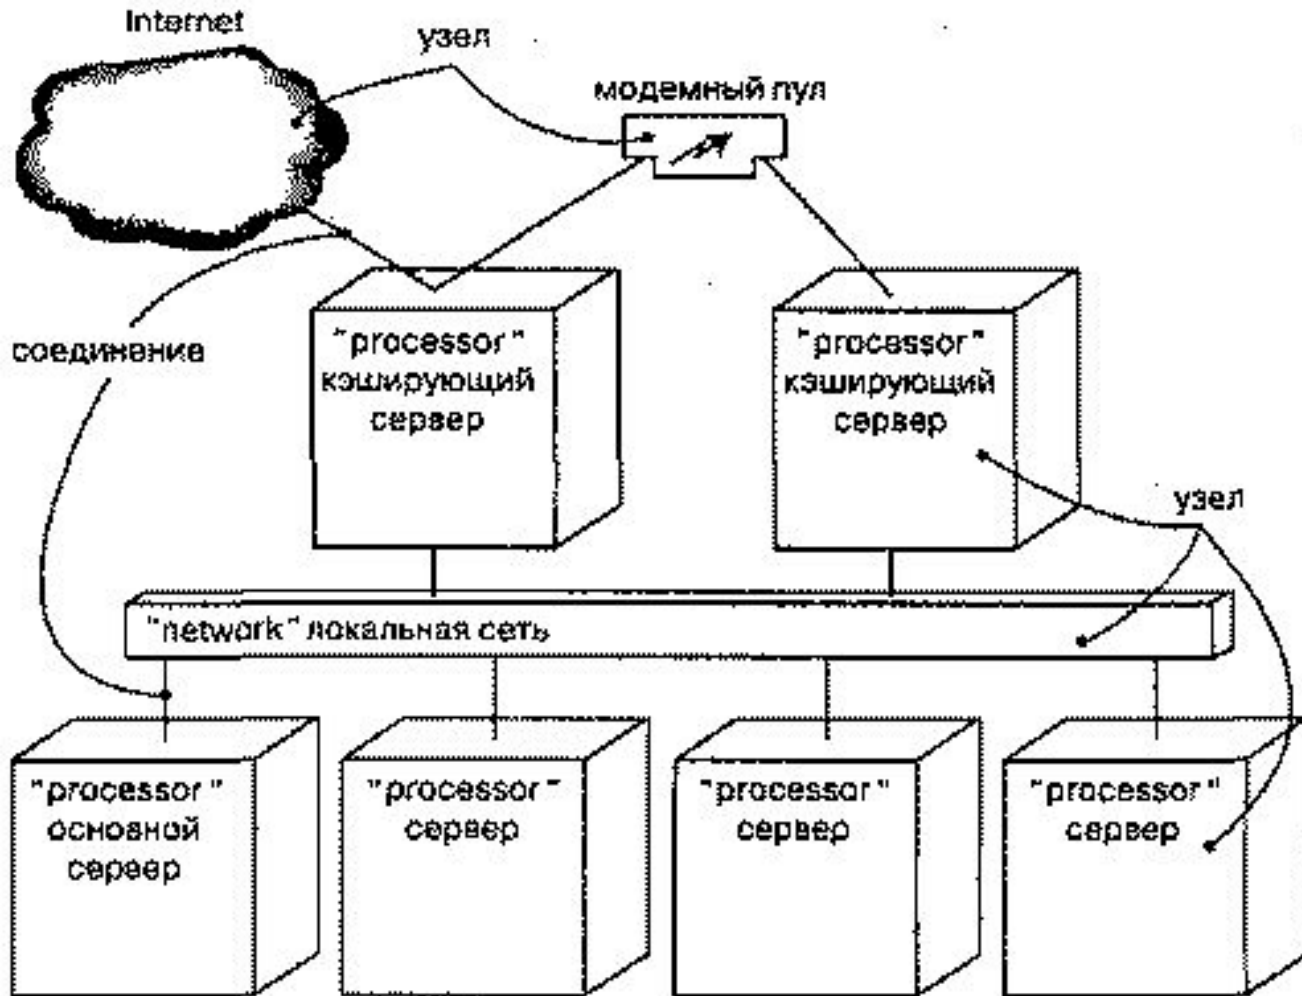 Internet
узел
модемный пул
соединение
"processor"
кэширующий
сервер
"processor"
кэширующий
сервер
узел
"network" локальная сеть
"processor"
основной
сервер
"processor"
сервер
"processor"
сервер
"processor"
сервер